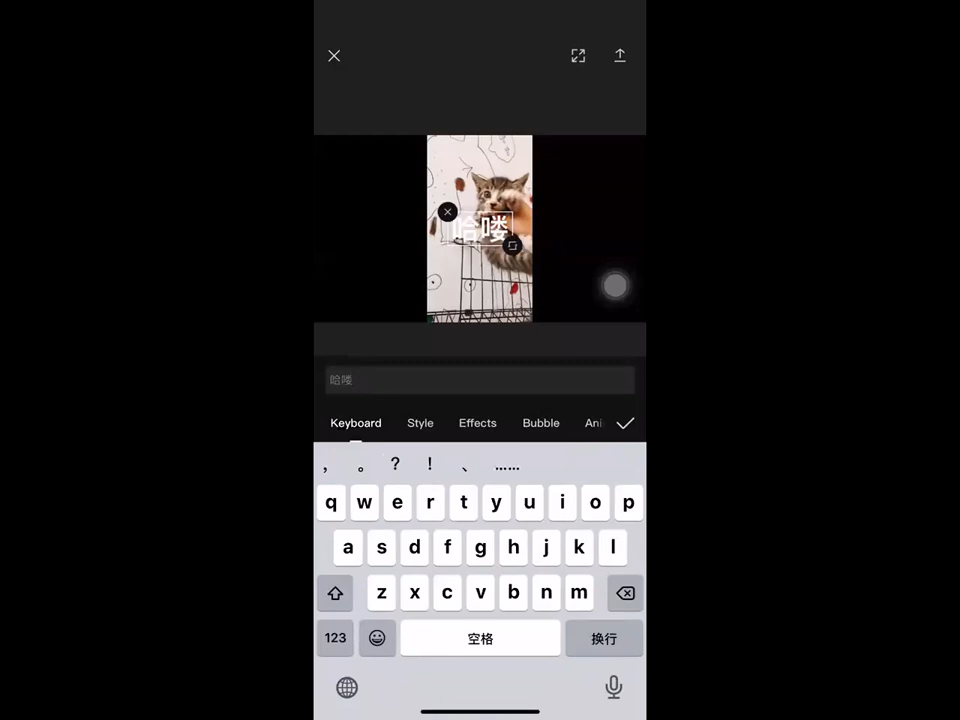 哈喽
哈喽
Keyboard Style Effects Bubble Ani
， 。 ？ ！ 、 ……
q w e r t y u i o p
a s d f g h j k l
z x c v b n m
123 空格 换行